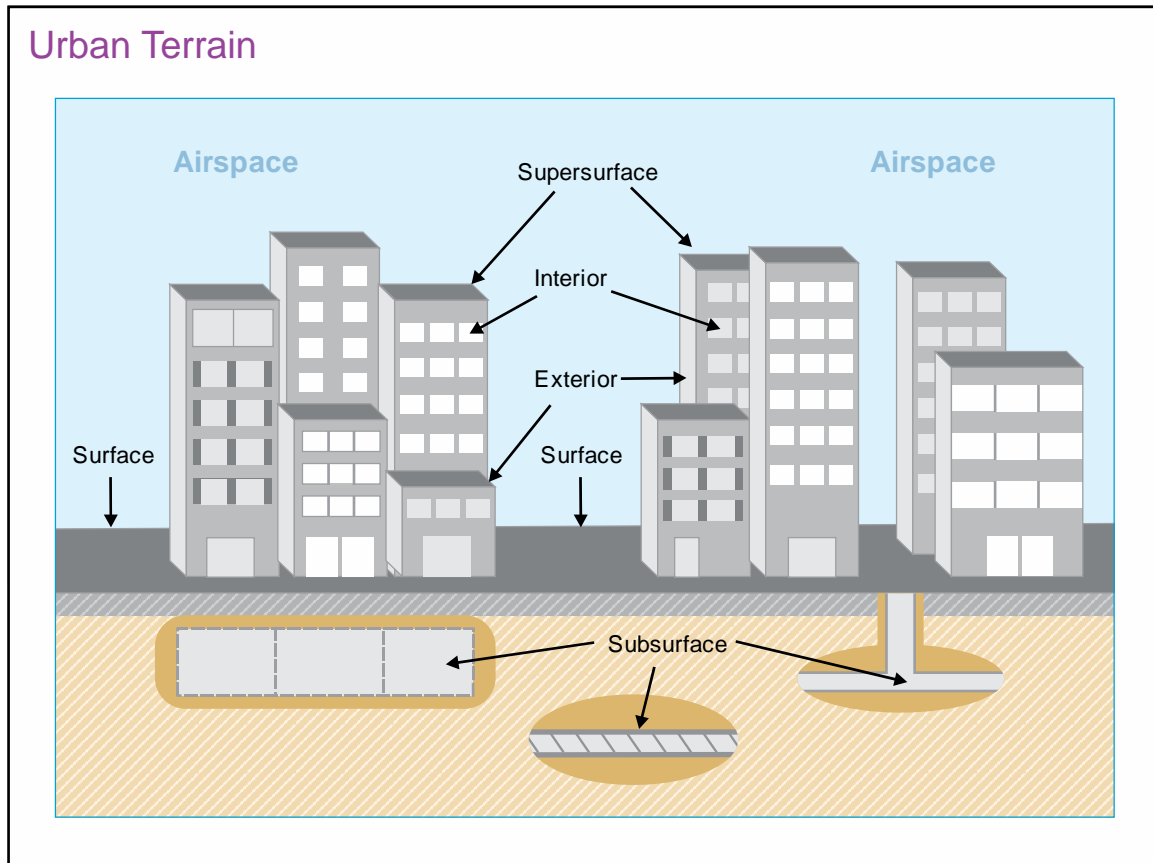 Urban Terrain
Airspace
Airspace
Supersurface
Interior
Exterior
Surface
Surface
Subsurface